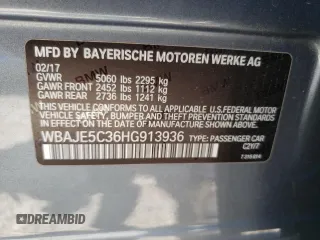 MFD BY BAYERISCHE MOTOREN WERKE AG
02/17
GVWR 5060 lbs 2295 kg
GAWR FRONT 2452 lbs 1112 kg
GAWR REAR 2736 lbs 1241 kg
THIS VEHICLE CONFORMS TO ALL APPLICABLE U.S. FEDERAL MOTOR
VEHICLE SAFETY, BUMPER, AND THEFT PREVENTION STANDARDS IN
EFFECT ON THE DATE OF MANUFACTURE SHOWN ABOVE.
WBAJE5C36HG913936 TYPE: PASSENGER CAR
C2Y/7
DREAMBID